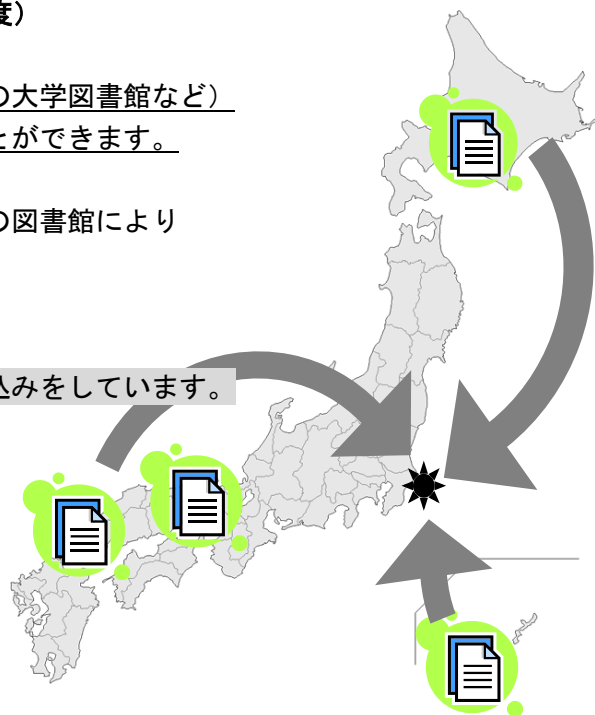 度）
の大学図書館など）
とができます。
の図書館により
込みをしています。